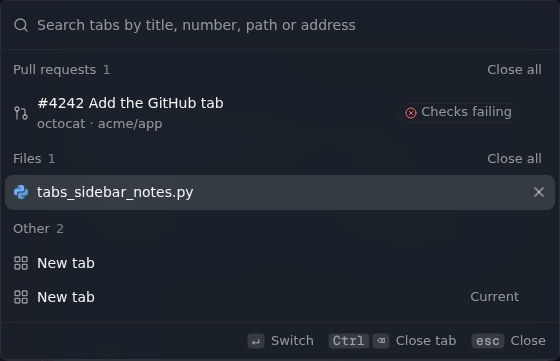 Search tabs by title, number, path or address
Pull requests 1 Close all
#4242 Add the GitHub tab
octocat · acme/app
Checks failing
Files 1 Close all
tabs_sidebar_notes.py
Other 2
New tab
New tab Current
↵ Switch Ctrl ⌫ Close tab esc Close